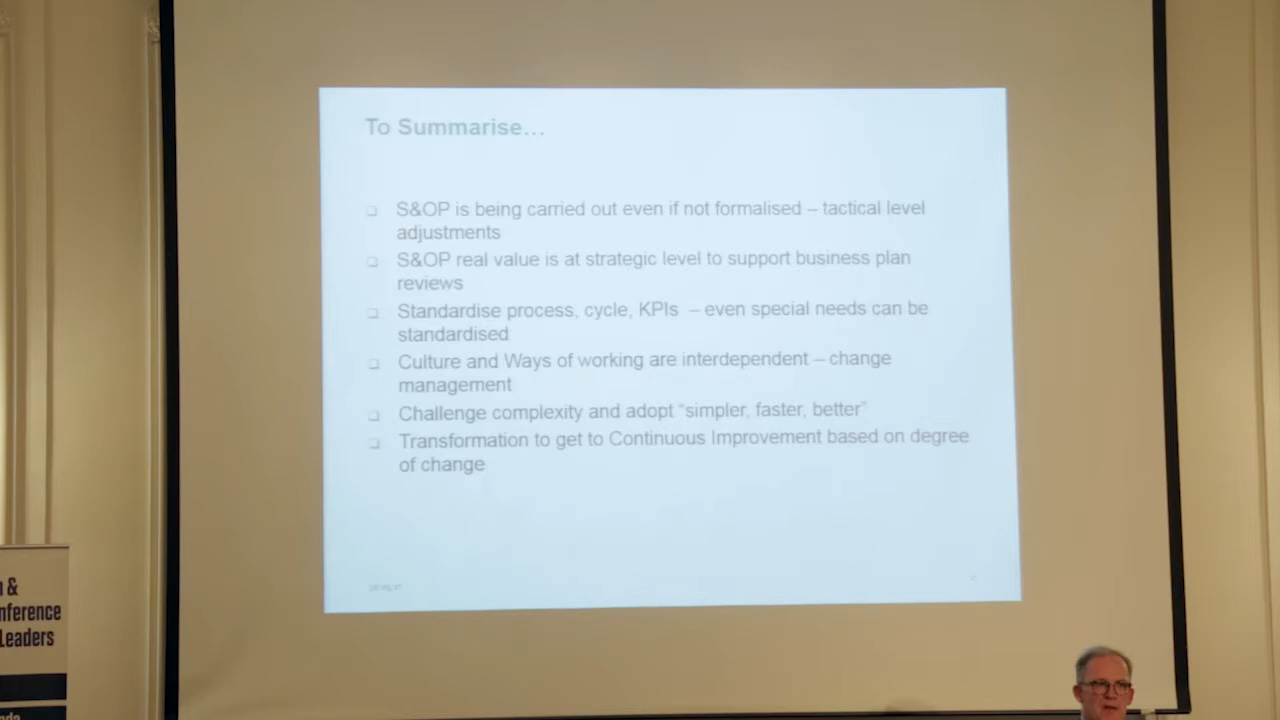 To Summarise...
S&OP is being carried out even if not formalised – tactical level
adjustments
S&OP real value is at strategic level to support business plan
reviews
Standardise process, cycle, KPIs – even special needs can be
standardised
Culture and Ways of working are interdependent – change
management
Challenge complexity and adopt “simpler, faster, better”
Transformation to get to Continuous Improvement based on degree
of change
&
nference
Leaders